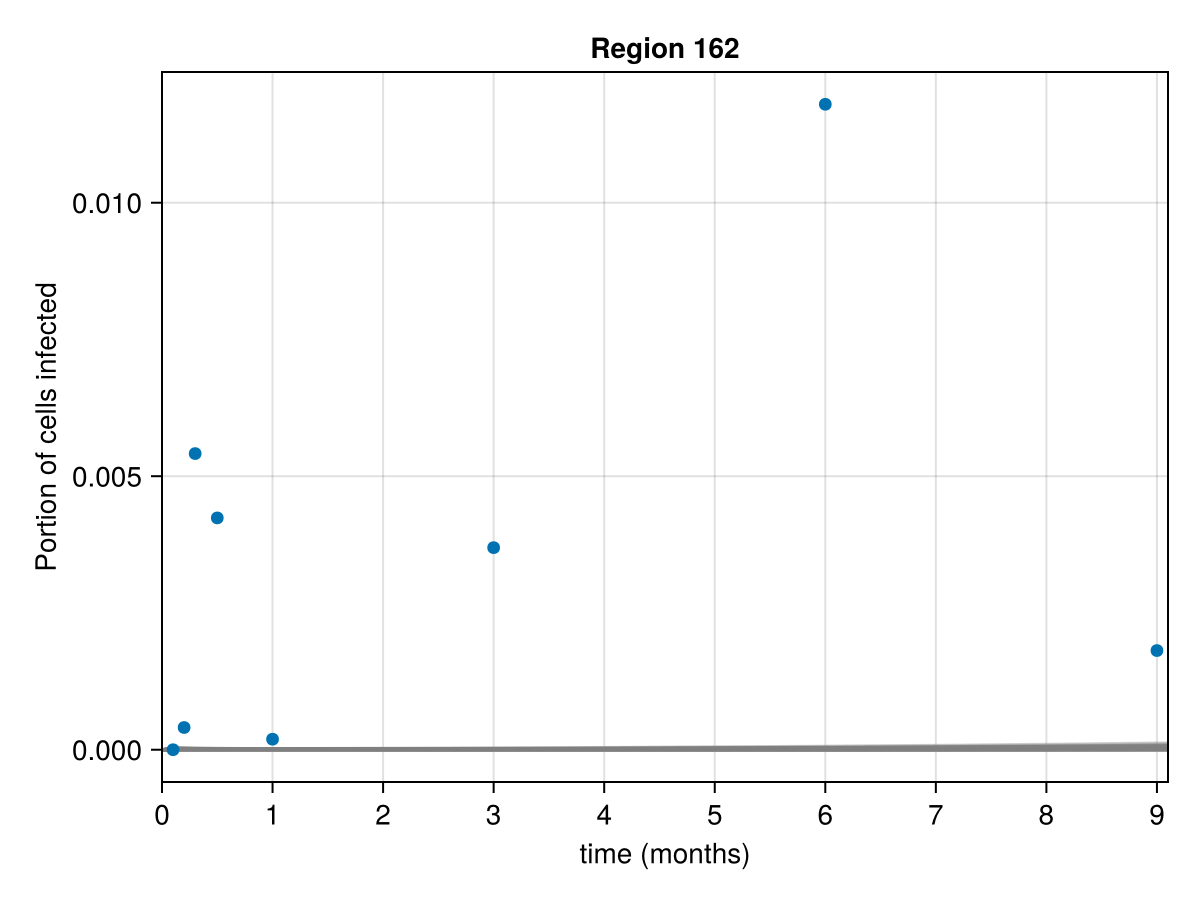 Region 162
Portion of cells infected
0.010
0.005
0.000
0 1 2 3 4 5 6 7 8 9
time (months)